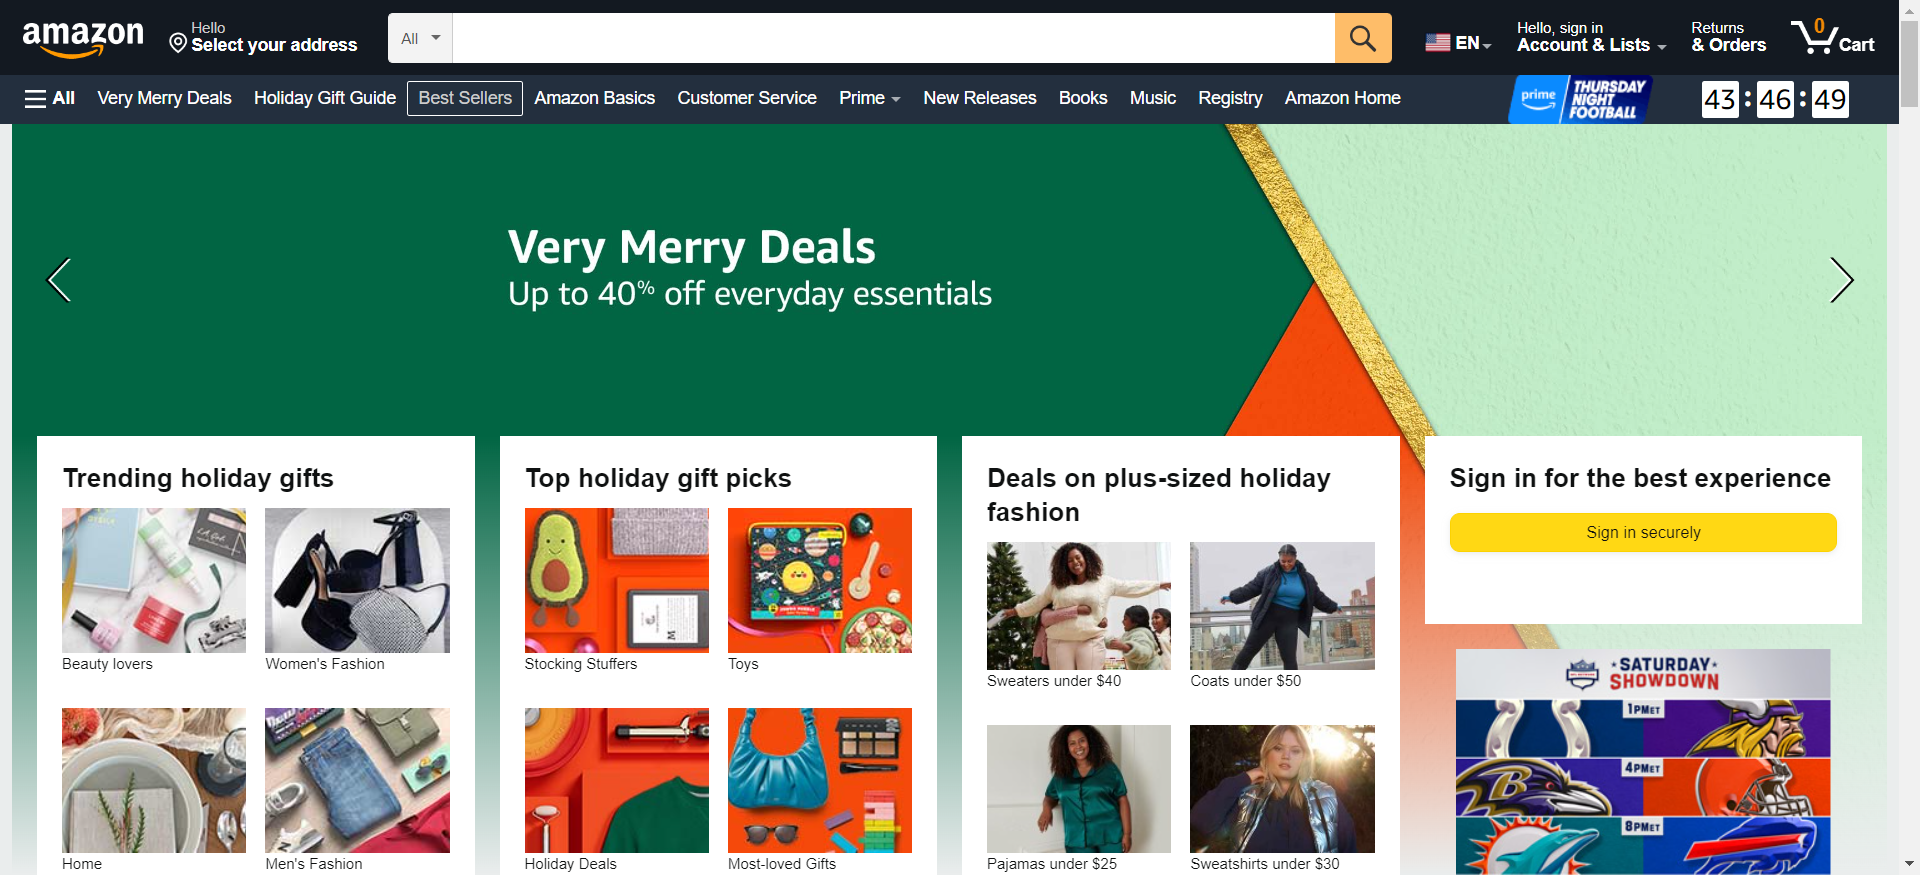 amazon
Hello
Select your address
All
EN
Hello, sign in
Account & Lists
Returns
& Orders
0
Cart
All
Very Merry Deals
Holiday Gift Guide
Best Sellers
Amazon Basics
Customer Service
Prime
New Releases
Books
Music
Registry
Amazon Home
prime
THURSDAY
NIGHT
FOOTBALL
43:46:49
Very Merry Deals
Up to 40% off everyday essentials
Trending holiday gifts
Beauty lovers
Women's Fashion
Home
Men's Fashion
Top holiday gift picks
Stocking Stuffers
Toys
Holiday Deals
Most-loved Gifts
Deals on plus-sized holiday
fashion
Sweaters under $40
Coats under $50
Pajamas under $25
Sweatshirts under $30
Sign in for the best experience
Sign in securely
SATURDAY
SHOWDOWN
1PMET
4PMET
8PMET